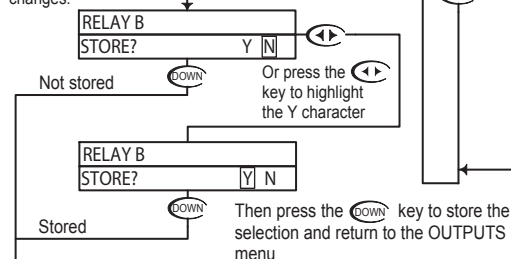 changes.
RELAY B
STORE? Y N
DOWN
Not stored
Or press the
key to highlight
the Y character
RELAY B
STORE? Y N
DOWN
Stored
Then press the DOWN key to store the
selection and return to the OUTPUTS
menu